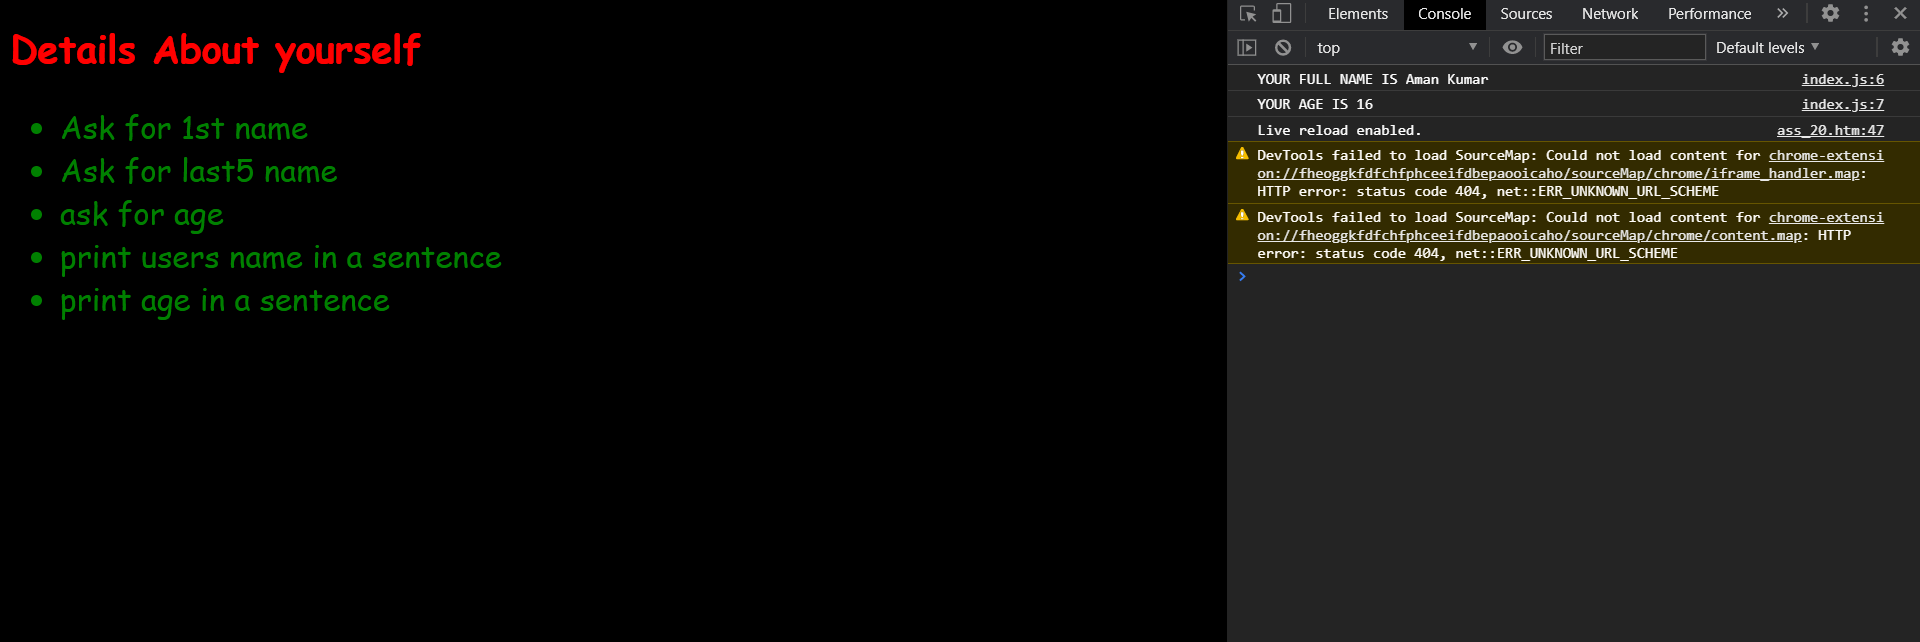 Details About yourself
Ask for 1st name
Ask for last5 name
ask for age
print users name in a sentence
print age in a sentence
Elements Console Sources Network Performance
top Filter Default levels
YOUR FULL NAME IS Aman Kumar index.js:6
YOUR AGE IS 16 index.js:7
Live reload enabled. ass_20.htm:47
DevTools failed to load SourceMap: Could not load content for chrome-extensi
on://fheoggkfdfchfphceeifdbepaooicaho/sourceMap/chrome/iframe_handler.map:
HTTP error: status code 404, net::ERR_UNKNOWN_URL_SCHEME
DevTools failed to load SourceMap: Could not load content for chrome-extensi
on://fheoggkfdfchfphceeifdbepaooicaho/sourceMap/chrome/content.map: HTTP
error: status code 404, net::ERR_UNKNOWN_URL_SCHEME